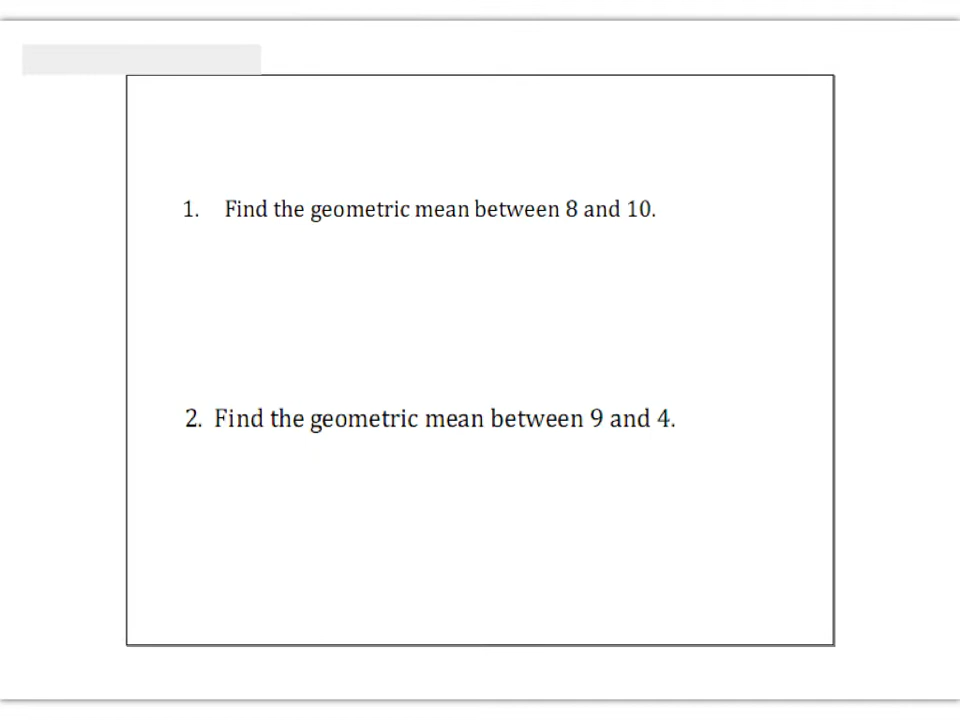 1. Find the geometric mean between 8 and 10.
2. Find the geometric mean between 9 and 4.